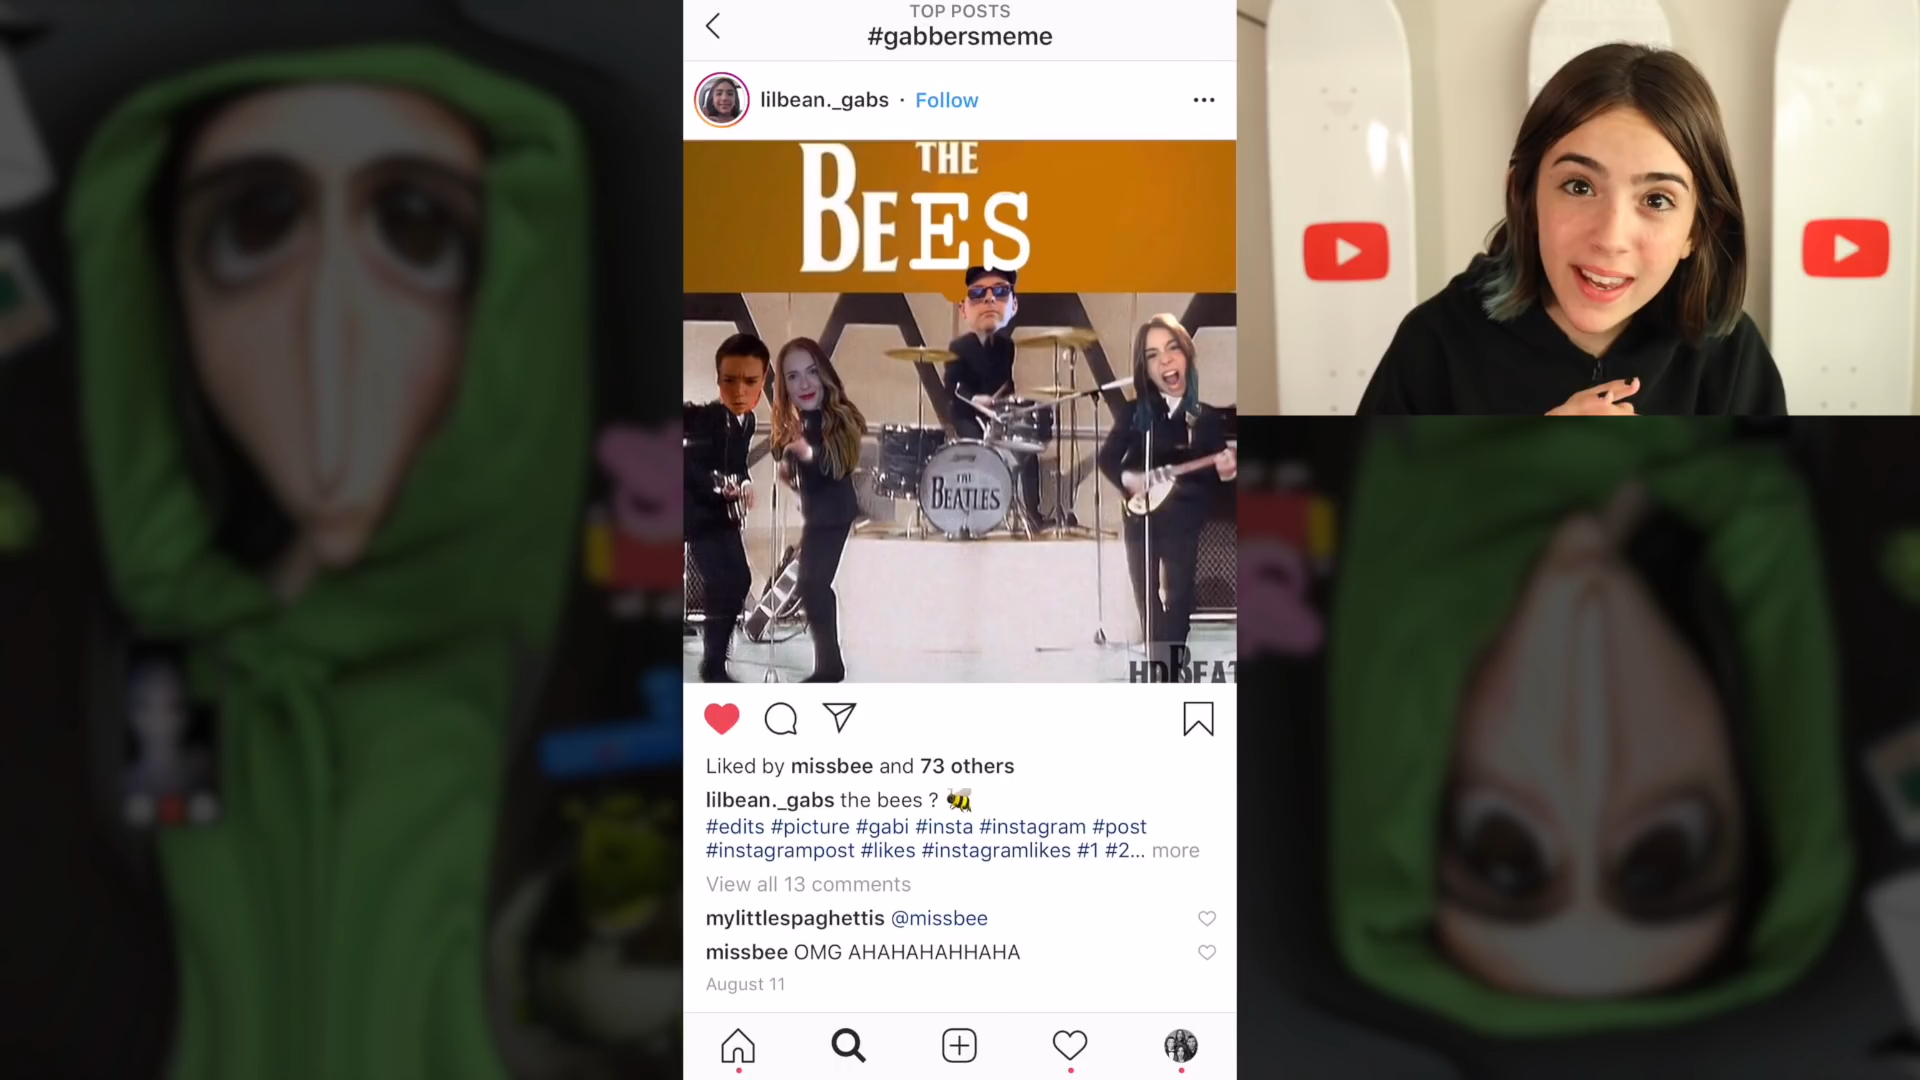 TOP POSTS
#gabbersmeme
lilbean._gabs · Follow
THE
BEES
THE
BEATLES
HDBEAT
Liked by missbee and 73 others
lilbean._gabs the bees ? 🐝
#edits #picture #gabi #insta #instagram #post
#instagrampost #likes #instagramlikes #1 #2... more
View all 13 comments
mylittlespaghettis @missbee
missbee OMG AHAHAHAHHAHA
August 11